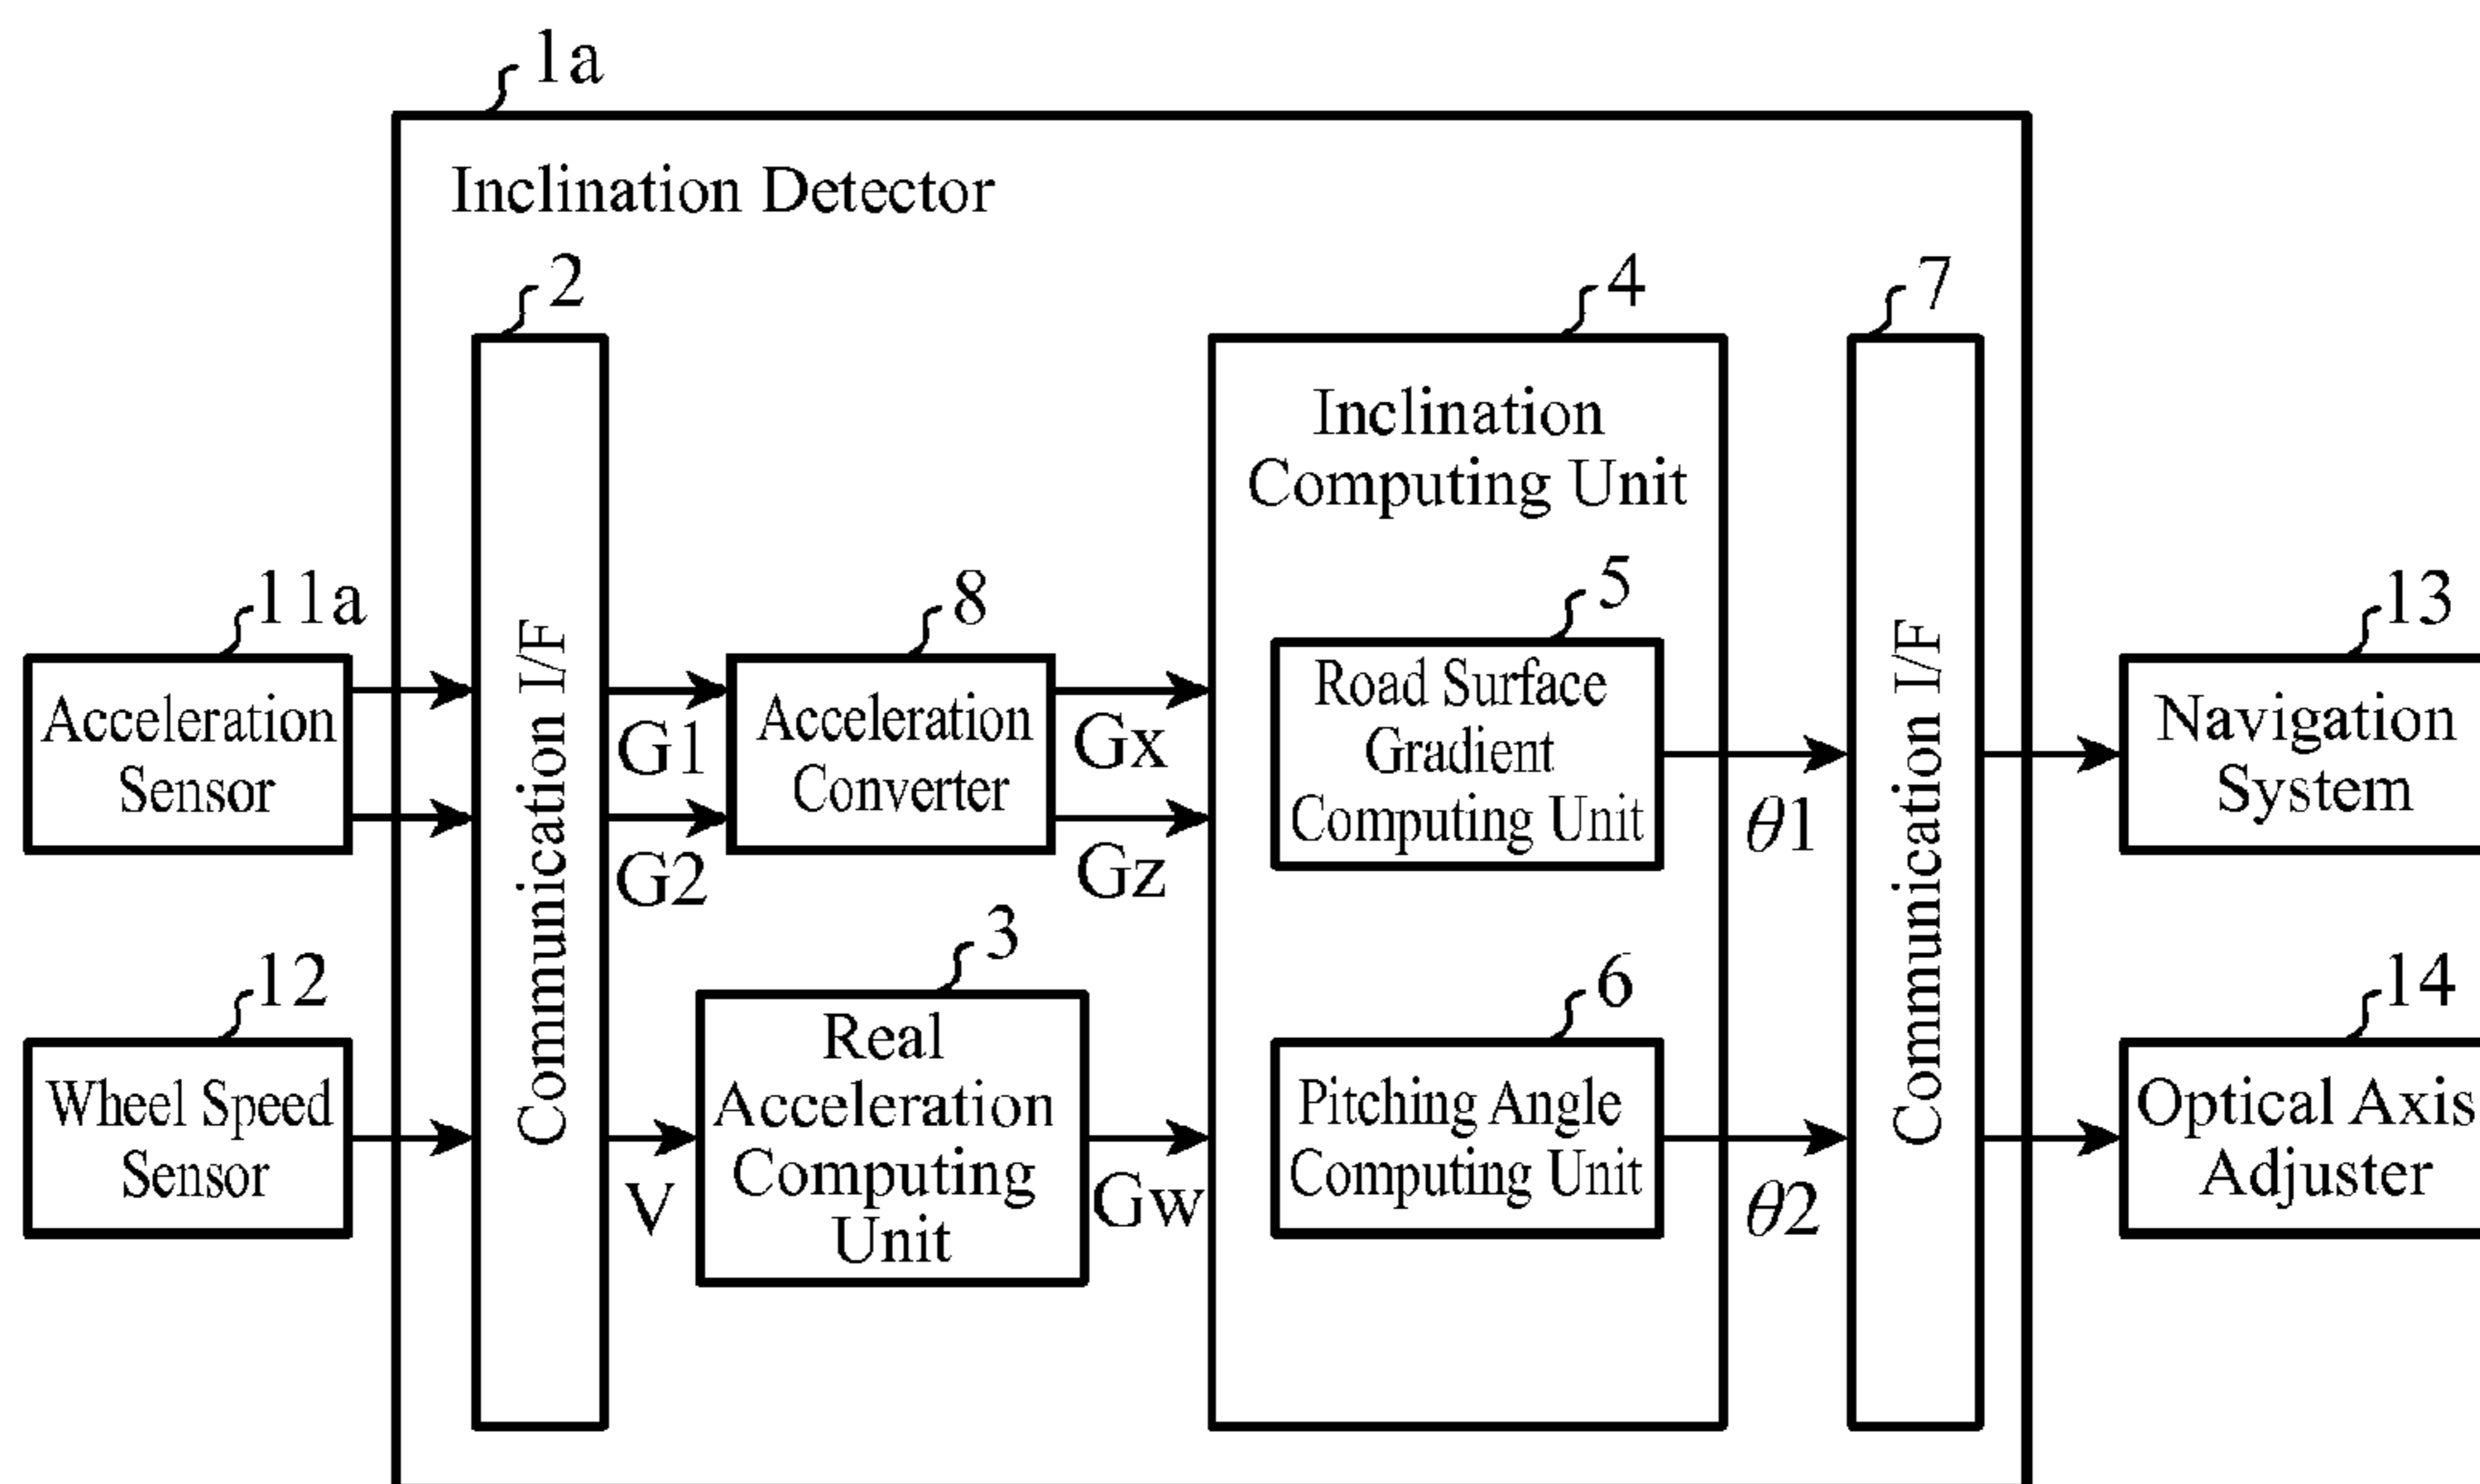 1a
Inclination Detector
2
4
7
Communication I/F
Inclination
Computing Unit
Communication I/F
11a
Acceleration
Sensor
G1
G2
8
Acceleration
Converter
Gx
Gz
5
Road Surface
Gradient
Computing Unit
θ1
13
Navigation
System
12
Wheel Speed
Sensor
V
3
Real
Acceleration
Computing
Unit
Gw
6
Pitching Angle
Computing Unit
θ2
14
Optical Axis
Adjuster